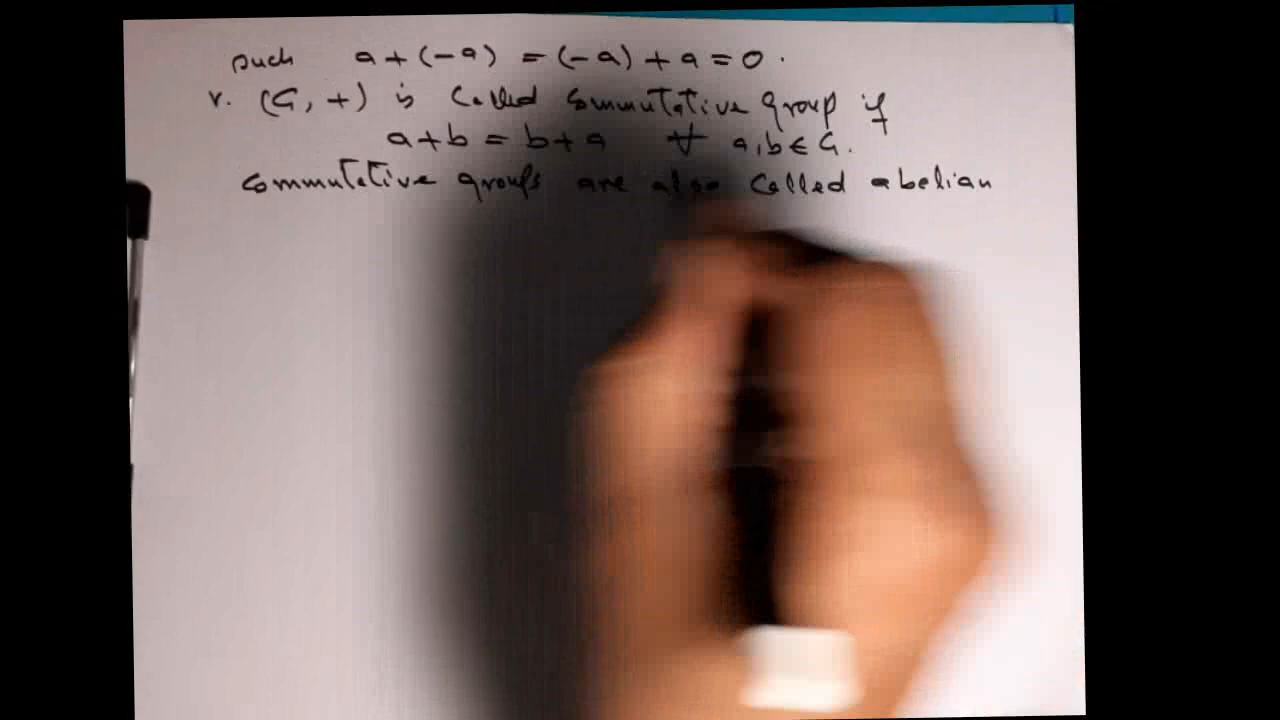 such a + (-a) = (-a) + a = 0.
v. (G, +) is called commutative group if
a + b = b + a ∀ a, b ∈ G.
commutative groups are also called abelian